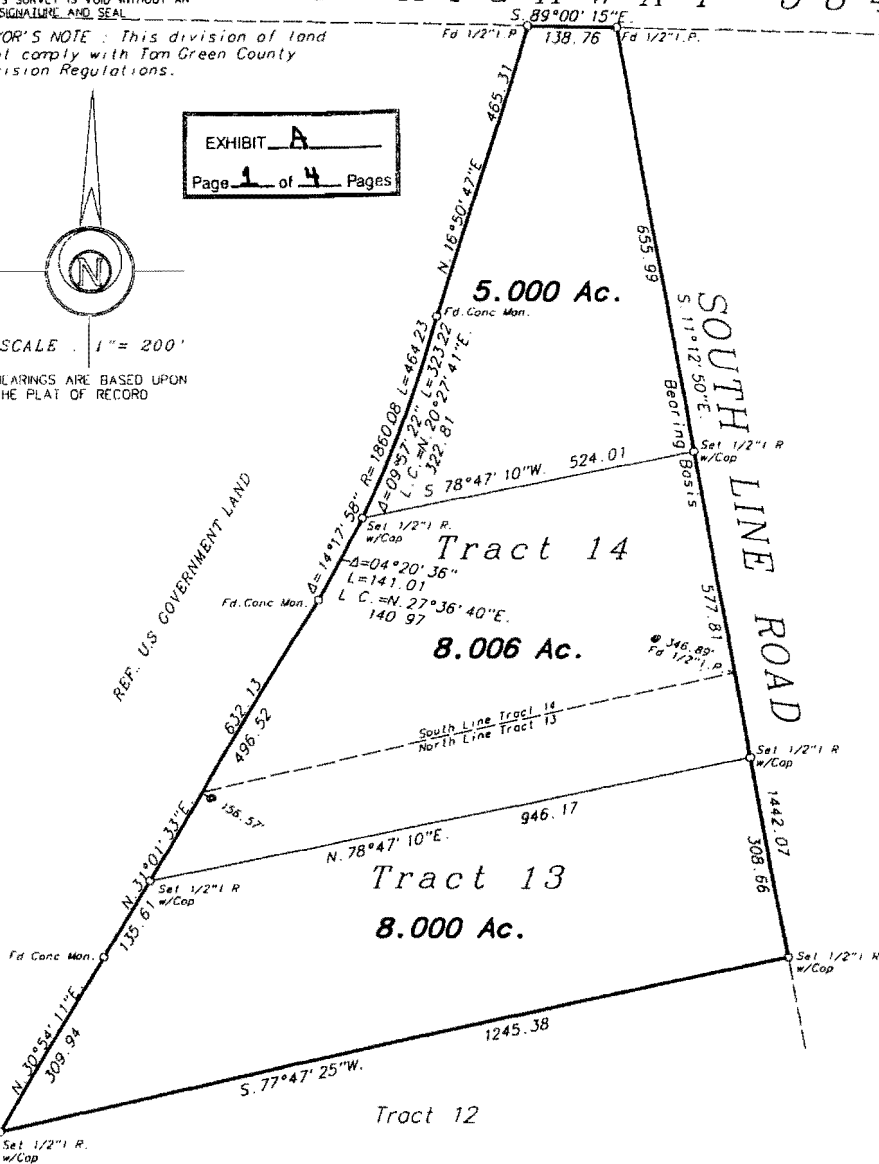 SIGNATURE AND SEAL
OR'S NOTE : This division of land
t comply with Tom Green County
ision Regulations.
EXHIBIT A
Page 1 of 4 Pages
N
SCALE . 1"= 200'
EARINGS ARE BASED UPON
HE PLAT OF RECORD
S. 89°00'15"E.
Fd 1/2"I.P
138.76
Fd 1/2"I.P.
465.31
N. 16°50'47"E
5.000 Ac.
Fd.Conc Mon.
655.99
S. 11°12'50"E.
Bearing Basis
SOUTH LINE ROAD
Δ=14°17'58" R=1860.08 L=464.23
Δ=09°57'22" L=323.22
L.C.=N.20°27'41"E.
322.81
S 78°47'10"W. 524.01
Set 1/2"I R
w/Cap
Set 1/2"I R.
w/Cap
Tract 14
Δ=04°20'36"
L=141.01
L C.=N.27°36'40"E.
140 97
Fd.Conc Mon.
REF.. U.S GOVERNMENT LAND
8.006 Ac.
577.81
@ 346.89'
Fd 1/2"I.P.
632.13
496.52
South Line Tract 14
North Line Tract 13
@ 156.57'
Set 1/2"I R
w/Cap
946.17
N.78°47'10"E.
N.31°01'33"E.
135.61
Set 1/2"I R
w/Cap
1442.07
308.66
Tract 13
8.000 Ac.
Fd Conc Mon.
Set 1/2"I R
w/Cap
N.30°54'11"E.
309.94
1245.38
S.77°47'25"W.
Tract 12
Set 1/2"I R.
w/Cap